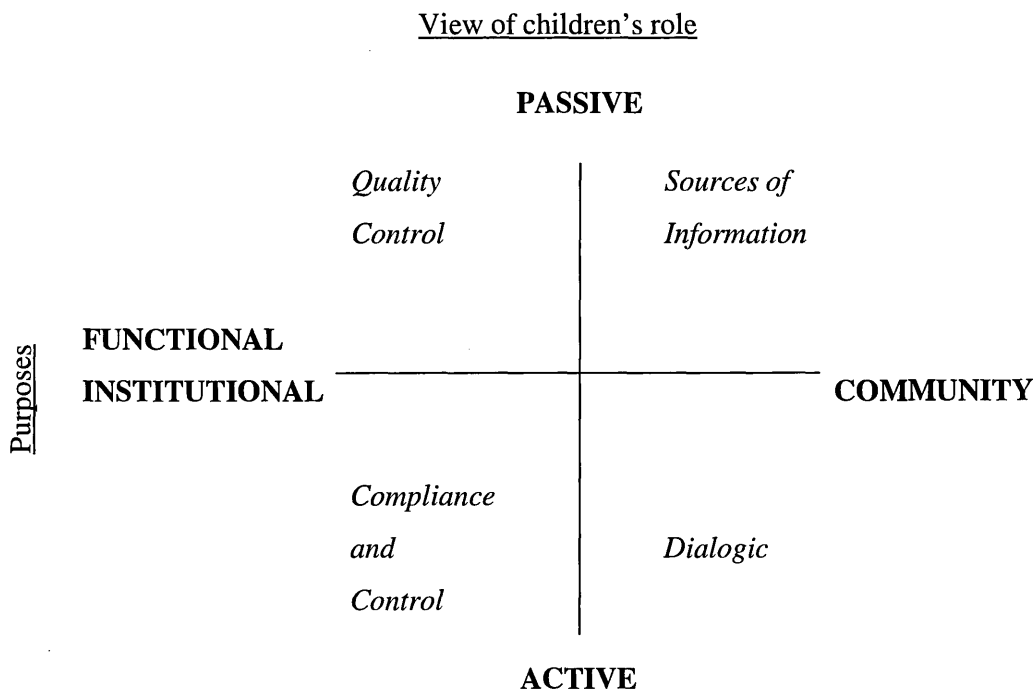 View of children's role
PASSIVE
Quality
Control
Sources of
Information
Purposes
FUNCTIONAL
INSTITUTIONAL
COMMUNITY
Compliance
and
Control
Dialogic
ACTIVE